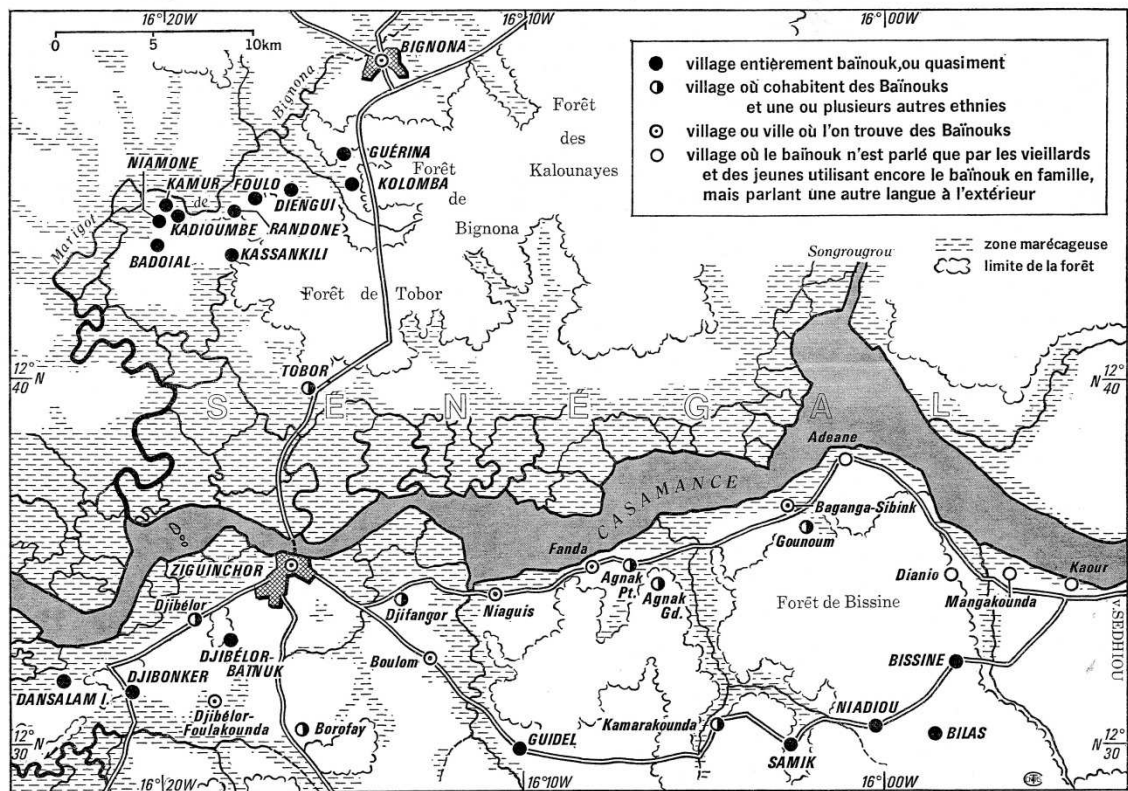 16°20
16°10
16°00
0 5 10km
BIGNONA
Bignona
● village entièrement baïnouk, ou quasiment
village où cohabitent des Baïnouks
et une ou plusieurs autres ethnies
village ou ville où l'on trouve des Baïnouks
village où le baïnouk n'est parlé que par les vieillards
et des jeunes utilisant encore le baïnouk en famille,
mais parlant une autre langue à l'extérieur
zone marécageuse
limite de la forêt
Forêt
des
Kalounayes
GUÉRINA
Forêt
de
Bignona
KOLOMBA
NIAMONE
KAMUR
de
FOULO
DIENGUI
KADIOUMBE
RANDONE
Marigot
BADOIAL
KASSANKILI
Forêt de Tobor
Songrougrou
12°
40
N
TOBOR
N
12°
40
SÉNÉGAL
Adeane
CASAMANCE
Baganga-Sibink
Gounoum
Fanda
ZIGUINCHOR
Agnak
Pt.
Agnak
Gd.
Dianio
Kaour
Mangakounda
Djibélor
Djifangor
Niaguis
Forêt de Bissine
v. SEDHIOU
DJIBÉLOR-
BAÏNUK
Boulom
BISSINE
DANSALAM I.
DJIBONKER
Djibélor-
Foulakounda
Borofay
Kamarakounda
NIADIOU
BILAS
GUIDEL
SAMIK
12°
30
N
N
12°
30
16°20
16°10
16°00